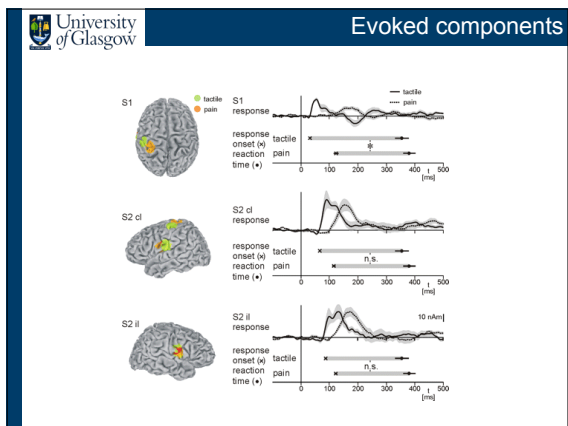 University
of Glasgow
Evoked components
S1
tactile
pain
S1
response
tactile
pain
response
onset (×)
reaction
time (●)
tactile
pain
*
0 100 200 300 400 500
t
[ms]
S2 cl
S2 cl
response
response
onset (×)
reaction
time (●)
tactile
pain
n.s.
0 100 200 300 400 500
t
[ms]
S2 il
S2 il
response
10 nAm
response
onset (×)
reaction
time (●)
tactile
pain
n.s.
0 100 200 300 400 500
t
[ms]